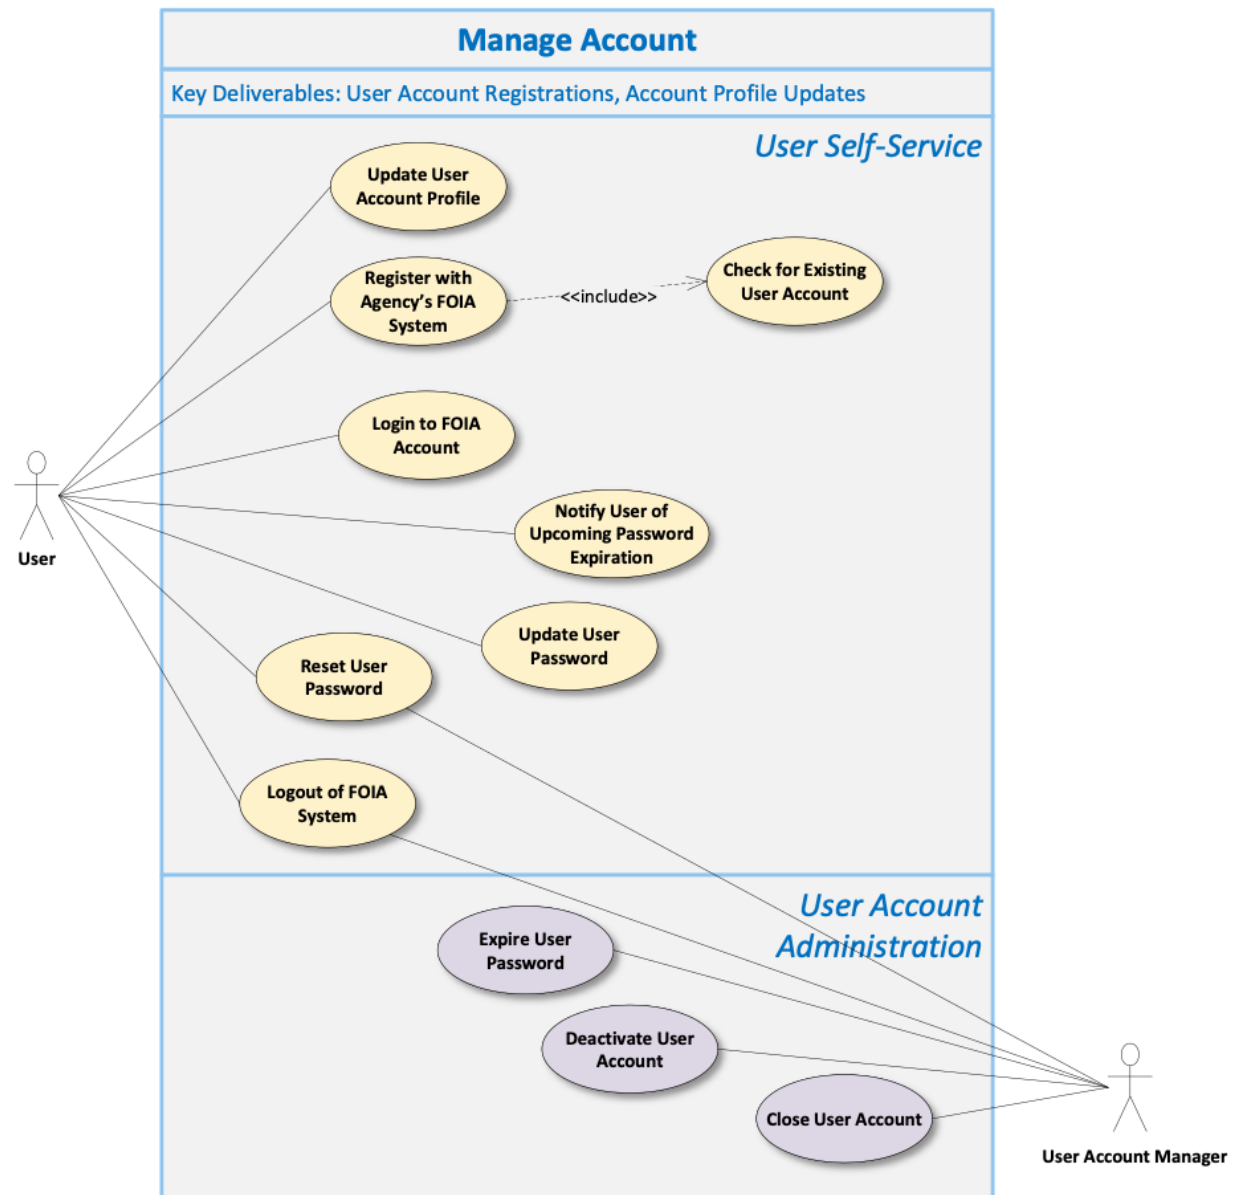 Manage Account
Key Deliverables: User Account Registrations, Account Profile Updates
User Self-Service
Update User
Account Profile
Register with
Agency’s FOIA
System
<<include>>
Check for Existing
User Account
Login to FOIA
Account
Notify User of
Upcoming Password
Expiration
User
Update User
Password
Reset User
Password
Logout of FOIA
System
User Account
Administration
Expire User
Password
Deactivate User
Account
Close User Account
User Account Manager